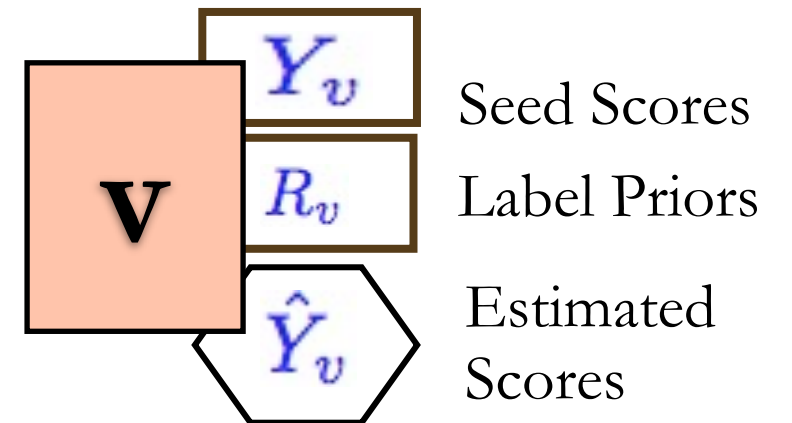 Y_v
Seed Scores
v
R_v
Label Priors
Ŷ_v
Estimated
Scores